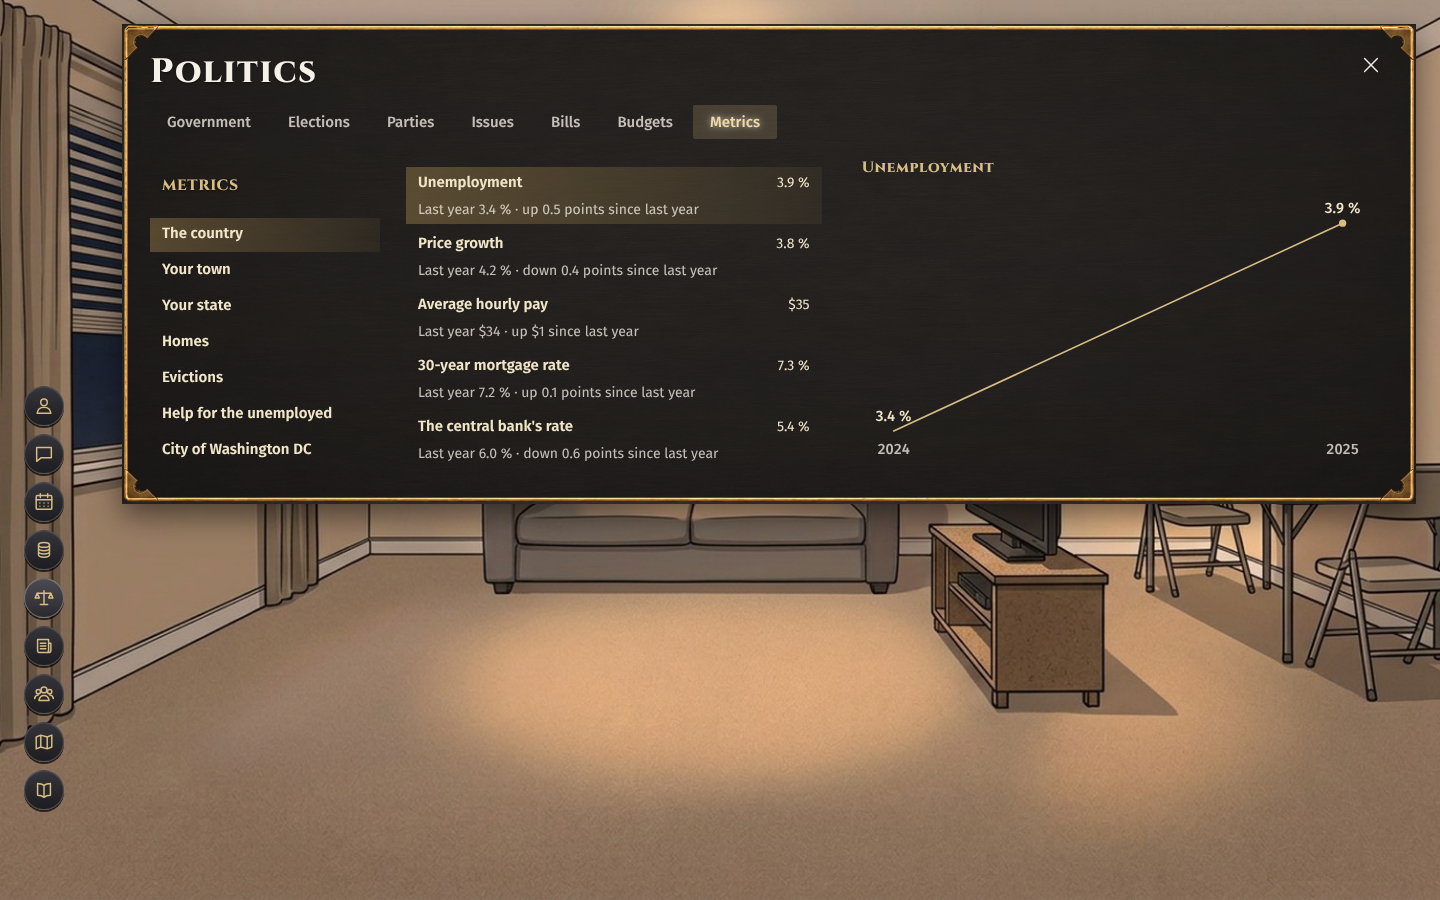 Politics
Government
Elections
Parties
Issues
Bills
Budgets
Metrics
Metrics
The country
Your town
Your state
Homes
Evictions
Help for the unemployed
City of Washington DC
Unemployment 3.9 %
Last year 3.4 % · up 0.5 points since last year
Price growth 3.8 %
Last year 4.2 % · down 0.4 points since last year
Average hourly pay $35
Last year $34 · up $1 since last year
30-year mortgage rate 7.3 %
Last year 7.2 % · up 0.1 points since last year
The central bank's rate 5.4 %
Last year 6.0 % · down 0.6 points since last year
Unemployment
3.9 %
3.4 %
2024
2025